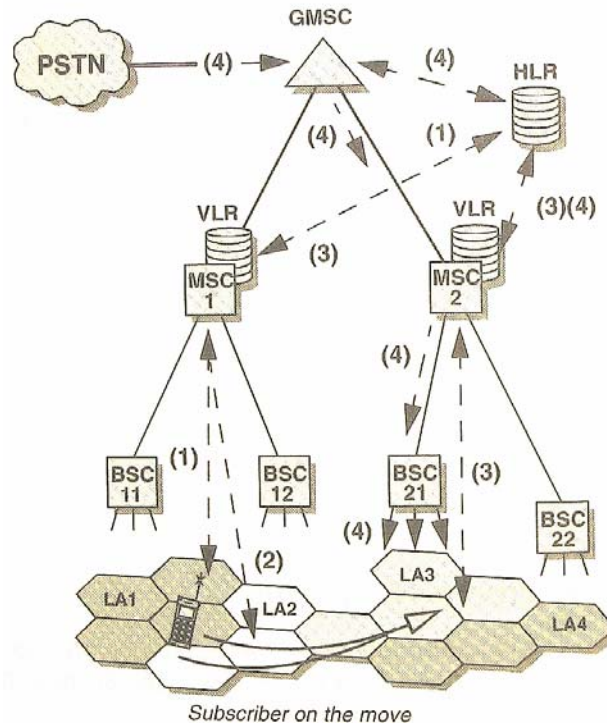 GMSC
PSTN
(4)
(4)
HLR
(4)
(1)
VLR
VLR
(3)
(3)(4)
MSC
1
MSC
2
(4)
(1)
(3)
BSC
11
BSC
12
BSC
21
BSC
22
(4)
(2)
LA1
LA2
LA3
LA4
Subscriber on the move